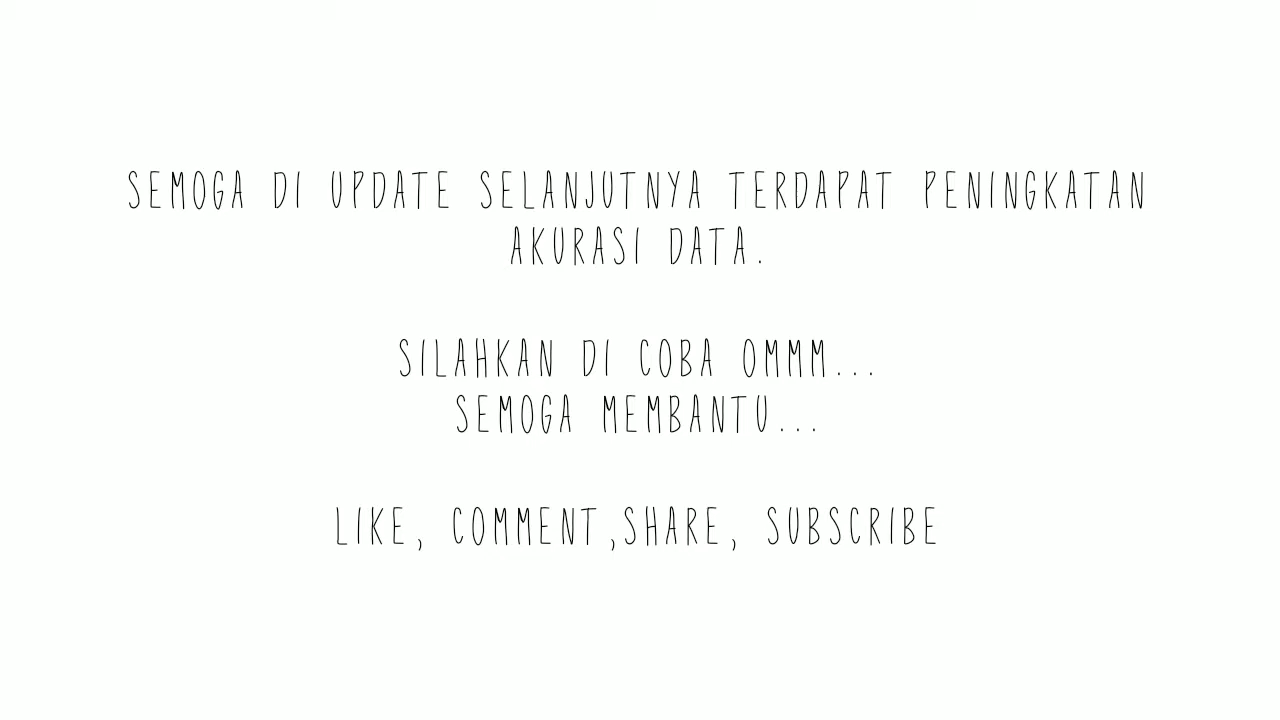 SEMOGA DI UPDATE SELANJUTNYA TERDAPAT PENINGKATAN
AKURASI DATA.
SILAHKAN DI COBA OMMM...
SEMOGA MEMBANTU...
LIKE, COMMENT,SHARE, SUBSCRIBE